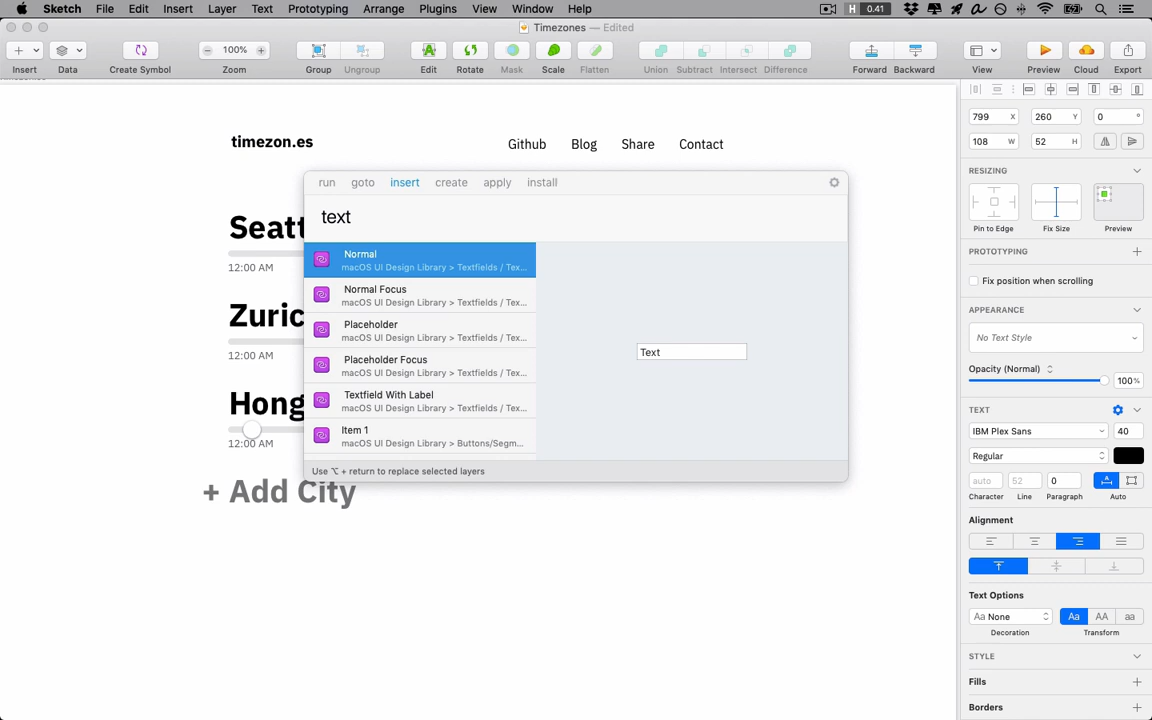 Sketch File Edit Insert Layer Text Prototyping Arrange Plugins View Window Help H 0.41
Timezones — Edited
100%
Insert Data Create Symbol Zoom Group Ungroup Edit Rotate Mask Scale Flatten Union Subtract Intersect Difference Forward Backward View Preview Cloud Export
799 X 260 Y 0 °
108 W 52 H
timezon.es Github Blog Share Contact
RESIZING
Pin to Edge Fix Size Preview
run goto insert create apply install
text
Seatt
12:00 AM
Zuric
12:00 AM
Hong
12:00 AM
+ Add City
Normal
macOS UI Design Library > Textfields / Tex...
Normal Focus
macOS UI Design Library > Textfields / Tex...
Placeholder
macOS UI Design Library > Textfields / Tex...
Placeholder Focus
macOS UI Design Library > Textfields / Tex...
Textfield With Label
macOS UI Design Library > Textfields / Tex...
Item 1
macOS UI Design Library > Buttons/Segm...
Text
Use ⌥ + return to replace selected layers
PROTOTYPING
Fix position when scrolling
APPEARANCE
No Text Style
Opacity (Normal)
100%
TEXT
IBM Plex Sans 40
Regular
auto 52 0
Character Line Paragraph Auto
Alignment
Text Options
Aa None Aa AA aa
Decoration Transform
STYLE
Fills
Borders